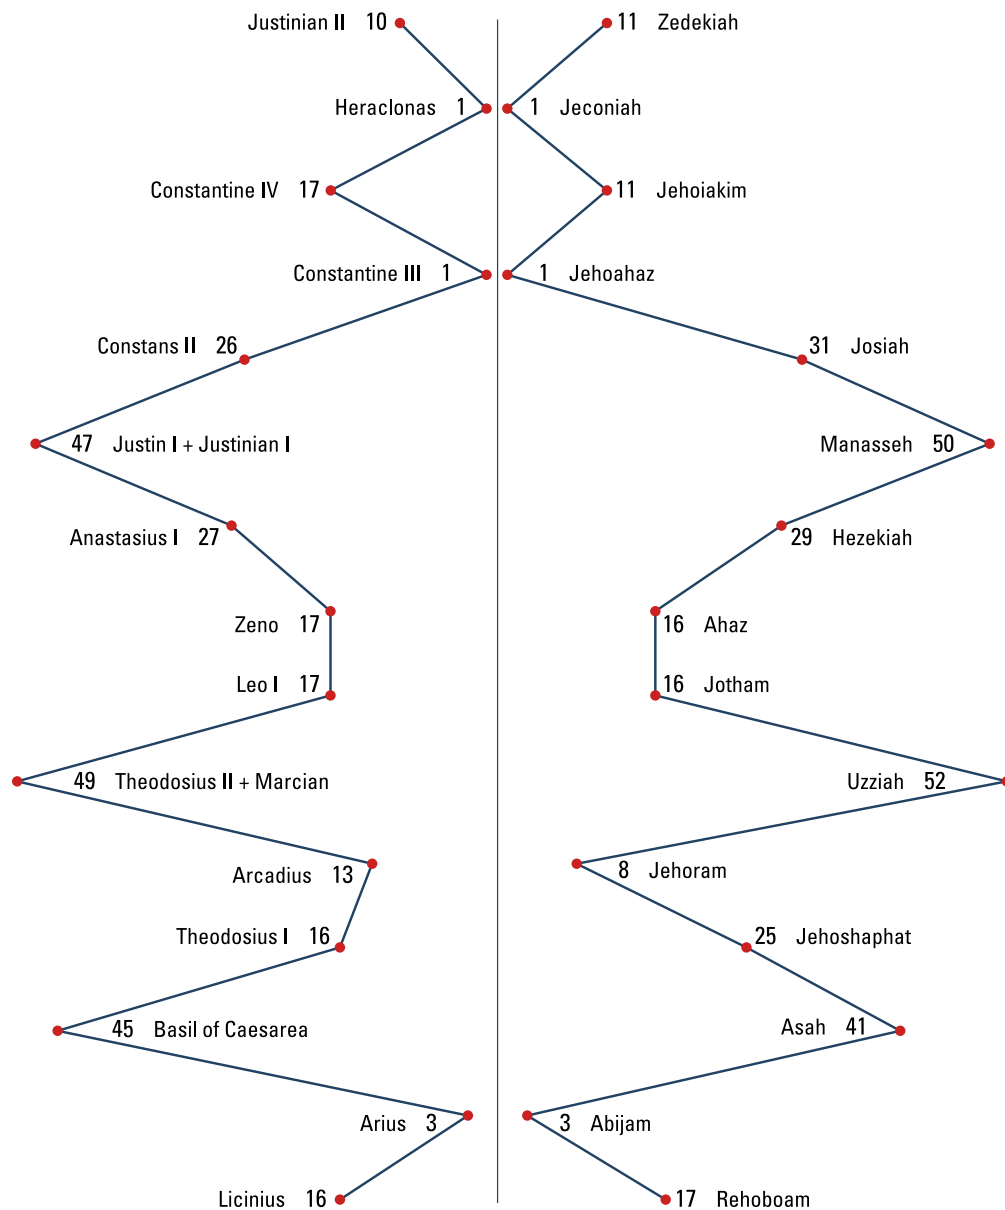 Justinian II 10 11 Zedekiah
Heraclonas 1 1 Jeconiah
Constantine IV 17 11 Jehoiakim
Constantine III 1 1 Jehoahaz
Constans II 26 31 Josiah
47 Justin I + Justinian I Manasseh 50
Anastasius I 27 29 Hezekiah
Zeno 17 16 Ahaz
Leo I 17 16 Jotham
49 Theodosius II + Marcian Uzziah 52
Arcadius 13 8 Jehoram
Theodosius I 16 25 Jehoshaphat
45 Basil of Caesarea Asah 41
Arius 3 3 Abijam
Licinius 16 17 Rehoboam